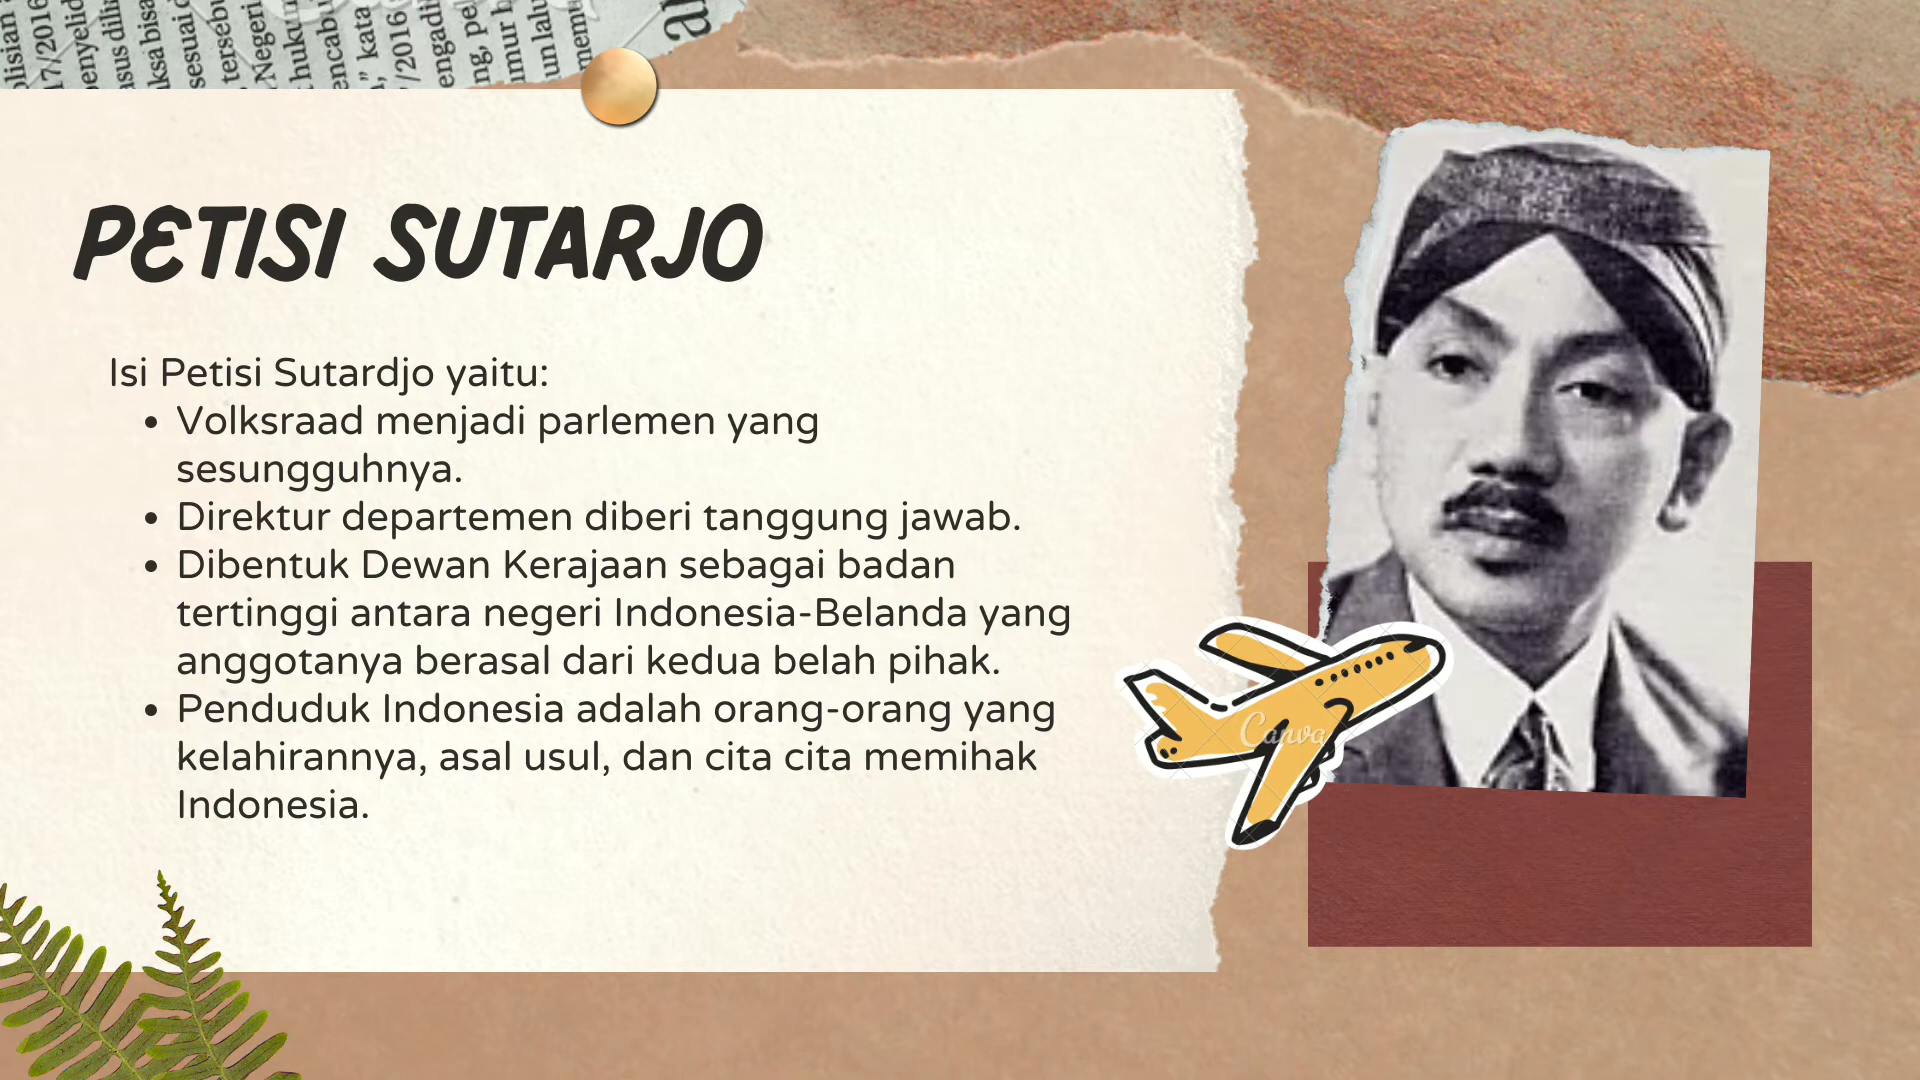 PETISI SUTARJO
Isi Petisi Sutardjo yaitu:
• Volksraad menjadi parlemen yang
sesungguhnya.
• Direktur departemen diberi tanggung jawab.
• Dibentuk Dewan Kerajaan sebagai badan
tertinggi antara negeri Indonesia-Belanda yang
anggotanya berasal dari kedua belah pihak.
• Penduduk Indonesia adalah orang-orang yang
kelahirannya, asal usul, dan cita cita memihak
Indonesia.
Canva